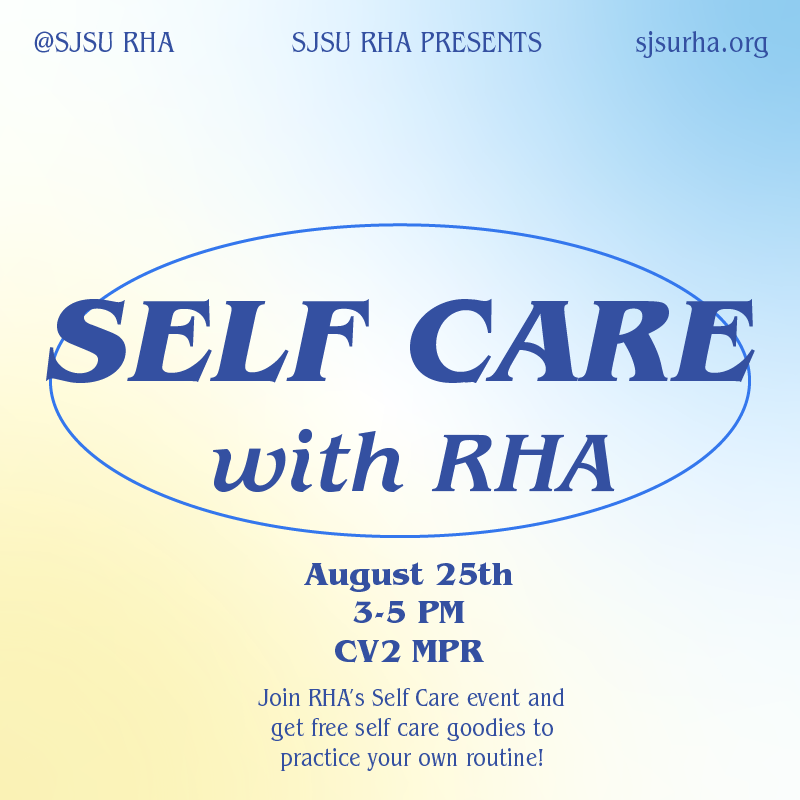 @SJSU RHA
SJSU RHA PRESENTS
sjsurha.org
SELF CARE
with RHA
August 25th
3-5 PM
CV2 MPR
Join RHA's Self Care event and
get free self care goodies to
practice your own routine!